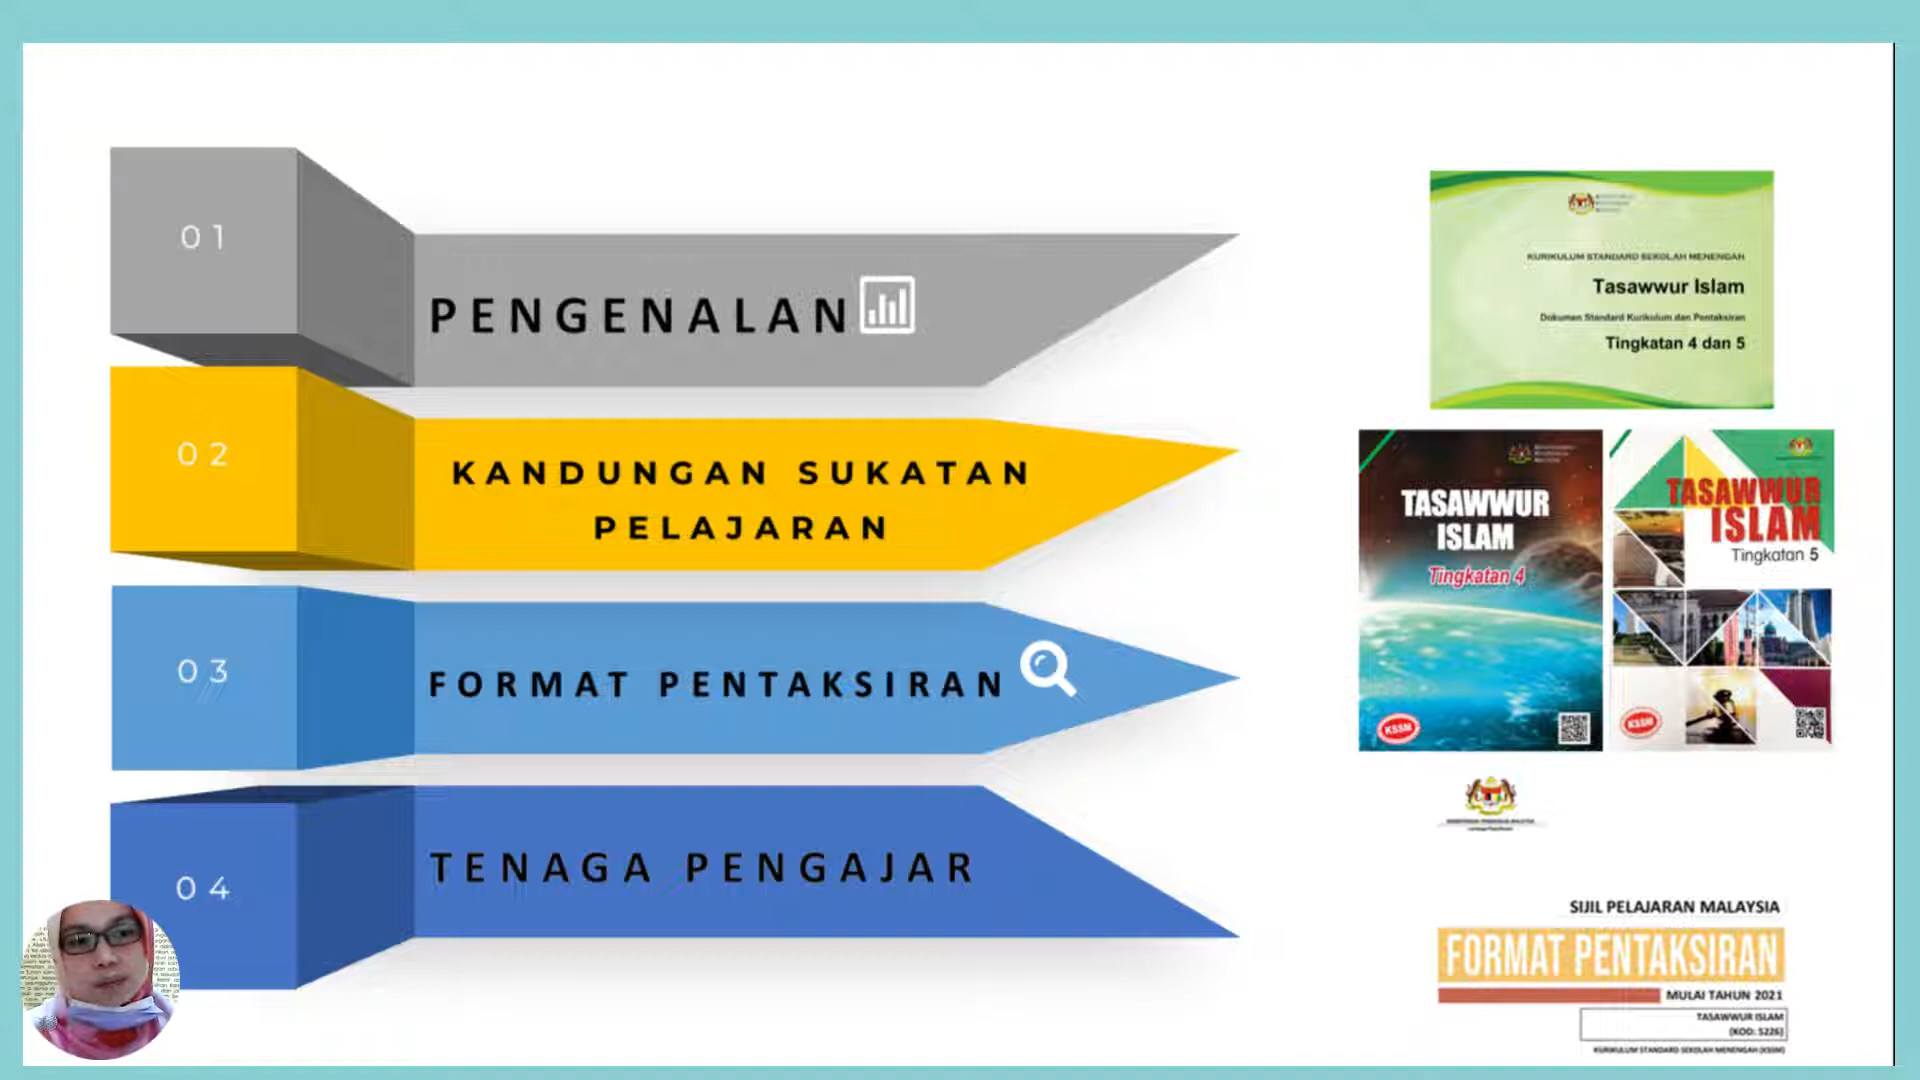 01
PENGENALAN
02
KANDUNGAN SUKATAN
PELAJARAN
03
FORMAT PENTAKSIRAN
04
TENAGA PENGAJAR
KURIKULUM STANDARD SEKOLAH MENENGAH
Tasawwur Islam
Dokumen Standard Kurikulum dan Pentaksiran
Tingkatan 4 dan 5
TASAWWUR
ISLAM
Tingkatan 4
KSSM
TASAWWUR
ISLAM
Tingkatan 5
KSSM
SIJIL PELAJARAN MALAYSIA
FORMAT PENTAKSIRAN
MULAI TAHUN 2021
TASAWWUR ISLAM
(KOD: 5226)
KURIKULUM STANDARD SEKOLAH MENENGAH (KSSM)